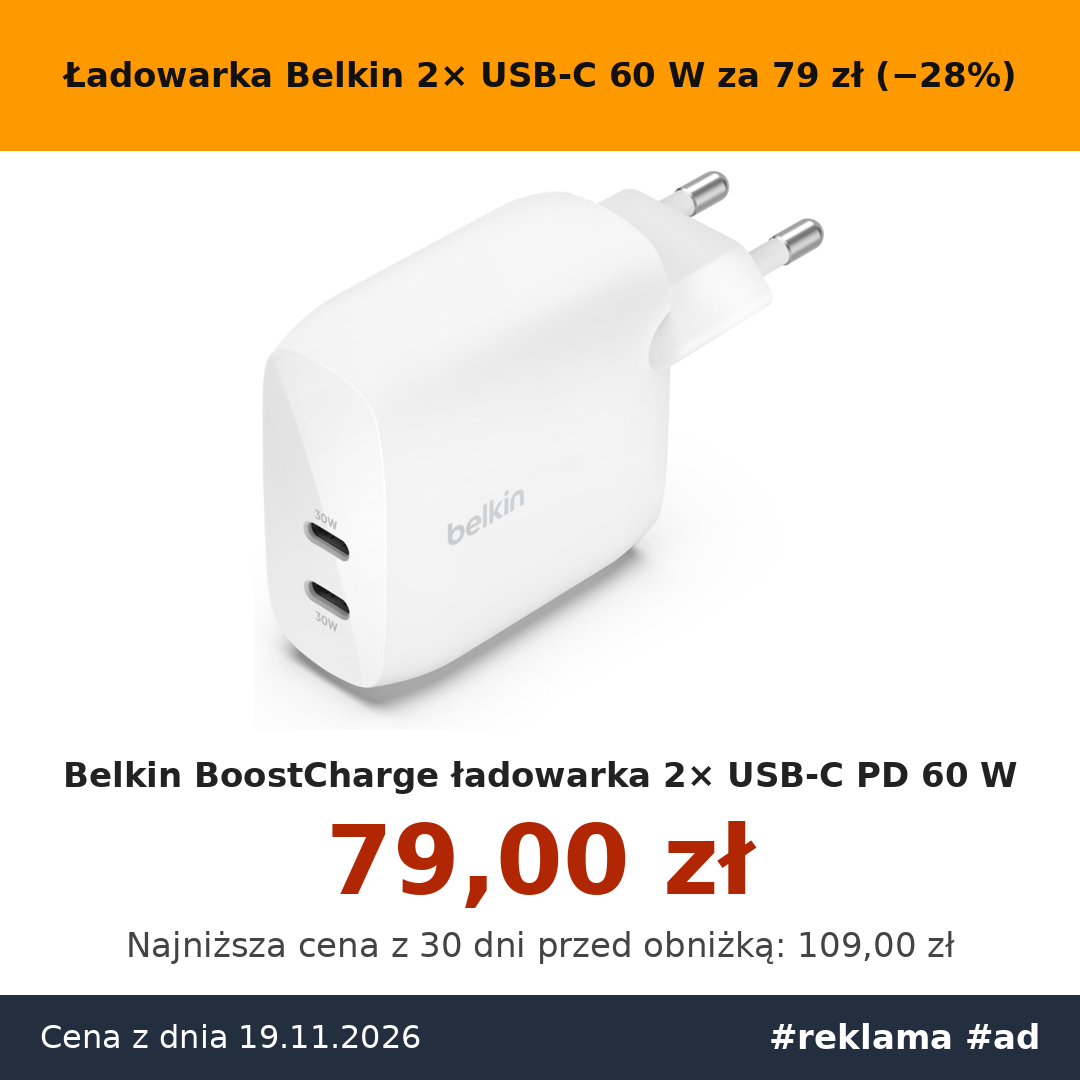 Ładowarka Belkin 2× USB-C 60 W za 79 zł (−28%)
30W
belkin
30W
Belkin BoostCharge ładowarka 2× USB-C PD 60 W
79,00 zł
Najniższa cena z 30 dni przed obniżką: 109,00 zł
Cena z dnia 19.11.2026
#reklama #ad